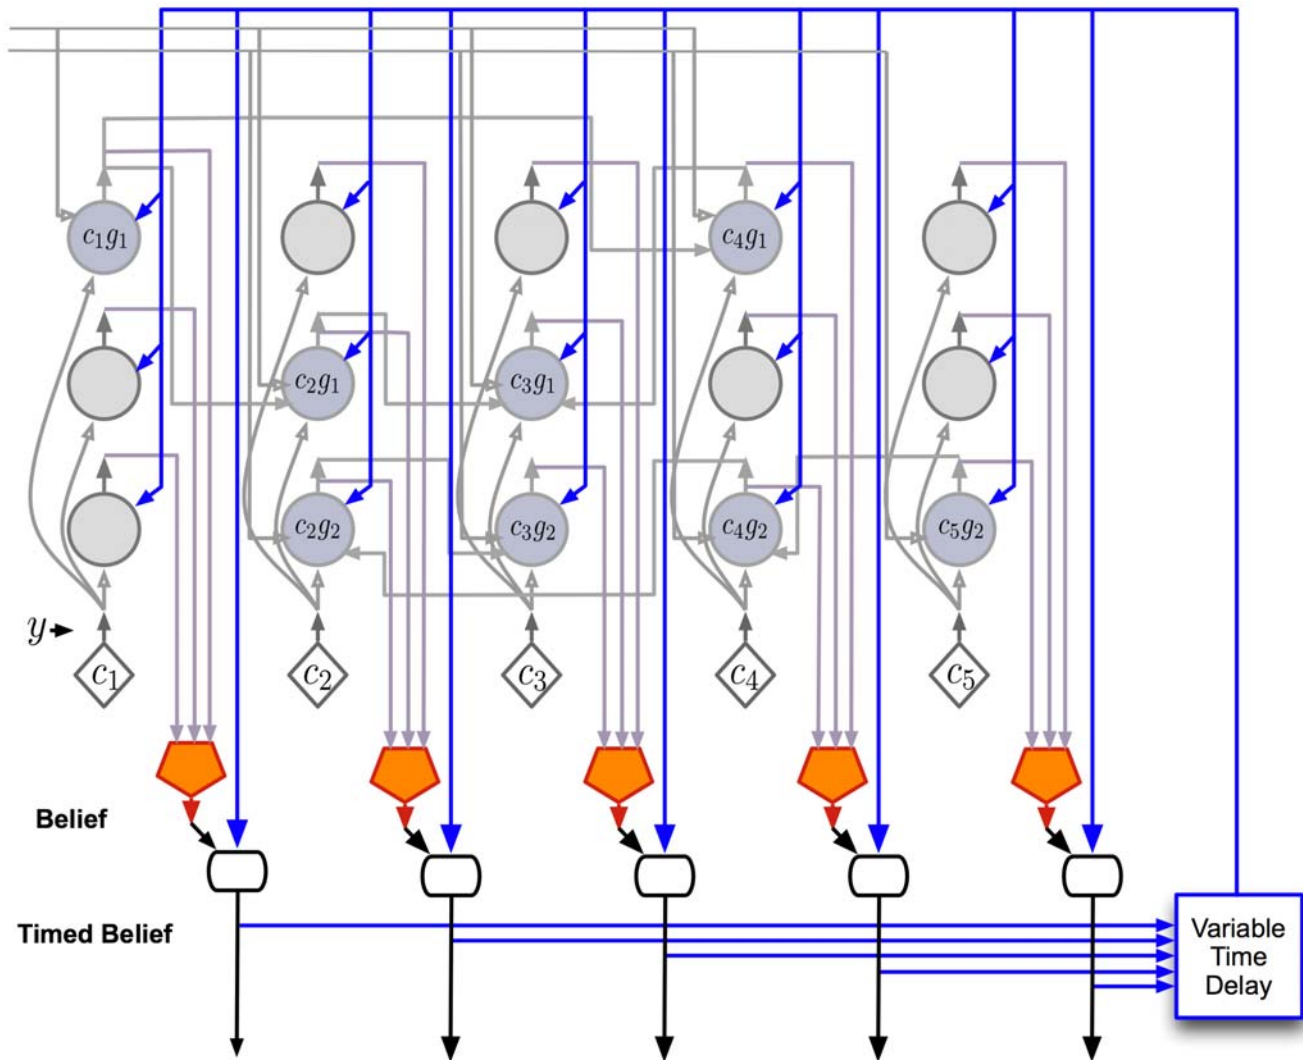 c₁g₁
c₄g₁
c₂g₁
c₃g₁
c₂g₂
c₃g₂
c₄g₂
c₅g₂
y
c₁
c₂
c₃
c₄
c₅
Belief
Timed Belief
Variable
Time
Delay